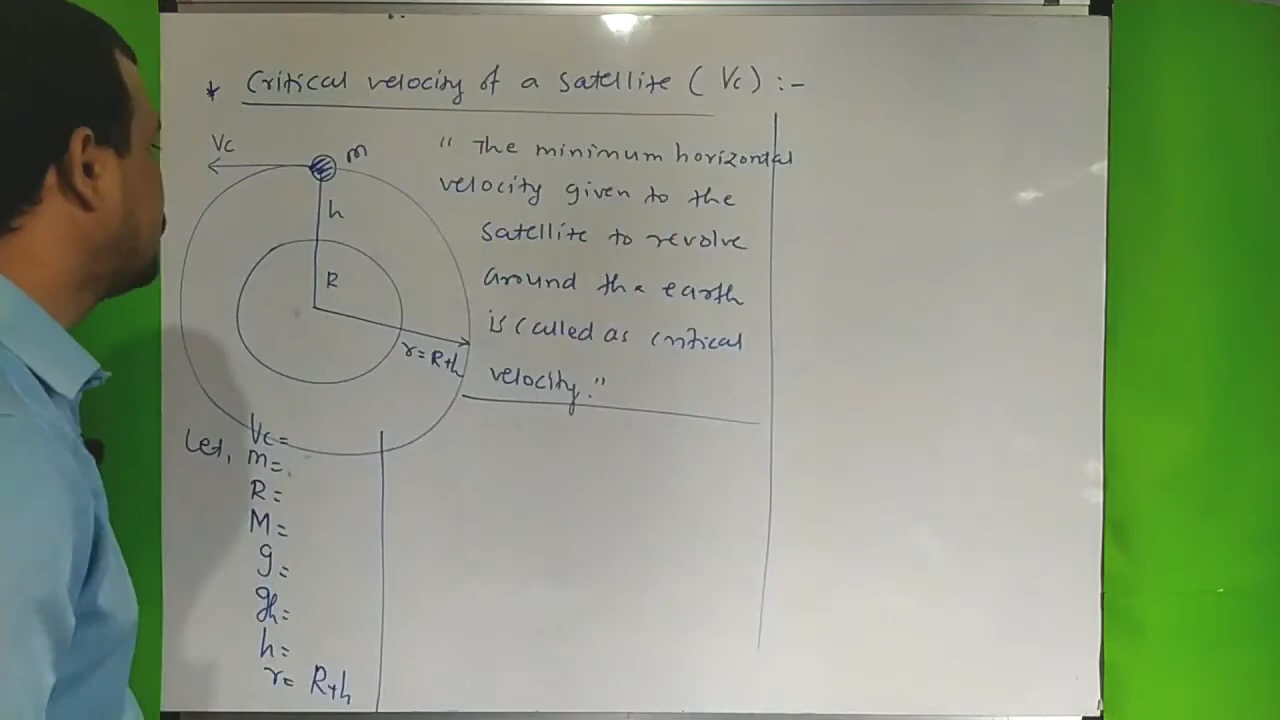 * Critical velocity of a satellite ( Vc ) :-
Vc
m
h
R
r = R+h
" The minimum horizontal
velocity given to the
satellite to revolve
around the earth
is called as critical
velocity."
Let, Vc =
m =
R =
M =
g =
gh =
h =
r = R+h